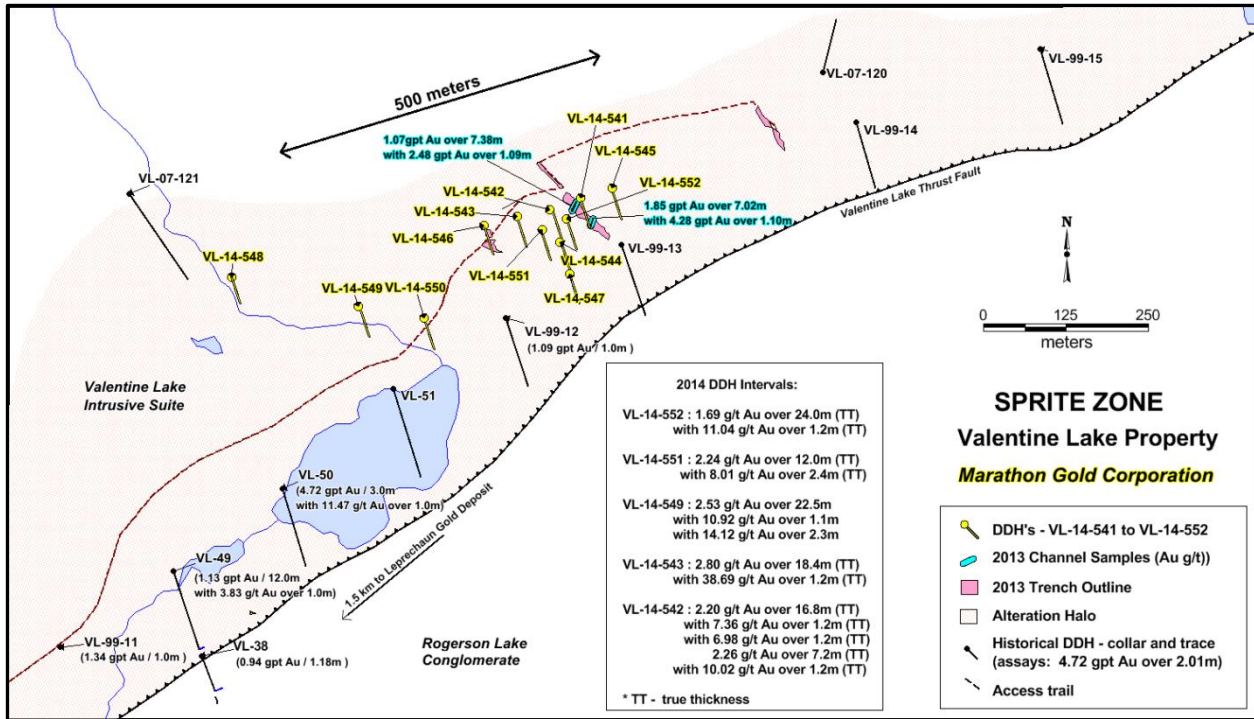 VL-99-15
VL-07-120
500 meters
VL-14-541
1.07gpt Au over 7.38m
with 2.48 gpt Au over 1.09m
VL-99-14
VL-14-545
VL-14-552
VL-07-121
VL-14-542
1.85 gpt Au over 7.02m
with 4.28 gpt Au over 1.10m
Valentine Lake Thrust Fault
VL-14-543
VL-14-546
VL-99-13
N
VL-14-548
VL-14-544
VL-14-551
VL-14-549
VL-14-550
VL-14-547
0 125 250
meters
VL-99-12
(1.09 gpt Au / 1.0m )
Valentine Lake
Intrusive Suite
VL-51
VL-50
(4.72 gpt Au / 3.0m
with 11.47 g/t Au over 1.0m)
1.5 km to Leprechaun Gold Deposit
VL-49
(1.13 gpt Au / 12.0m
with 3.83 g/t Au over 1.0m)
VL-99-11
(1.34 gpt Au / 1.0m )
VL-38
(0.94 gpt Au / 1.18m )
Rogerson Lake
Conglomerate
2014 DDH Intervals:
VL-14-552 : 1.69 g/t Au over 24.0m (TT)
with 11.04 g/t Au over 1.2m (TT)
VL-14-551 : 2.24 g/t Au over 12.0m (TT)
with 8.01 g/t Au over 2.4m (TT)
VL-14-549 : 2.53 g/t Au over 22.5m
with 10.92 g/t Au over 1.1m
with 14.12 g/t Au over 2.3m
VL-14-543 : 2.80 g/t Au over 18.4m (TT)
with 38.69 g/t Au over 1.2m (TT)
VL-14-542 : 2.20 g/t Au over 16.8m (TT)
with 7.36 g/t Au over 1.2m (TT)
with 6.98 g/t Au over 1.2m (TT)
2.26 g/t Au over 7.2m (TT)
with 10.02 g/t Au over 1.2m (TT)
* TT - true thickness
SPRITE ZONE
Valentine Lake Property
Marathon Gold Corporation
DDH's - VL-14-541 to VL-14-552
2013 Channel Samples (Au g/t))
2013 Trench Outline
Alteration Halo
Historical DDH - collar and trace
(assays: 4.72 gpt Au over 2.01m)
Access trail